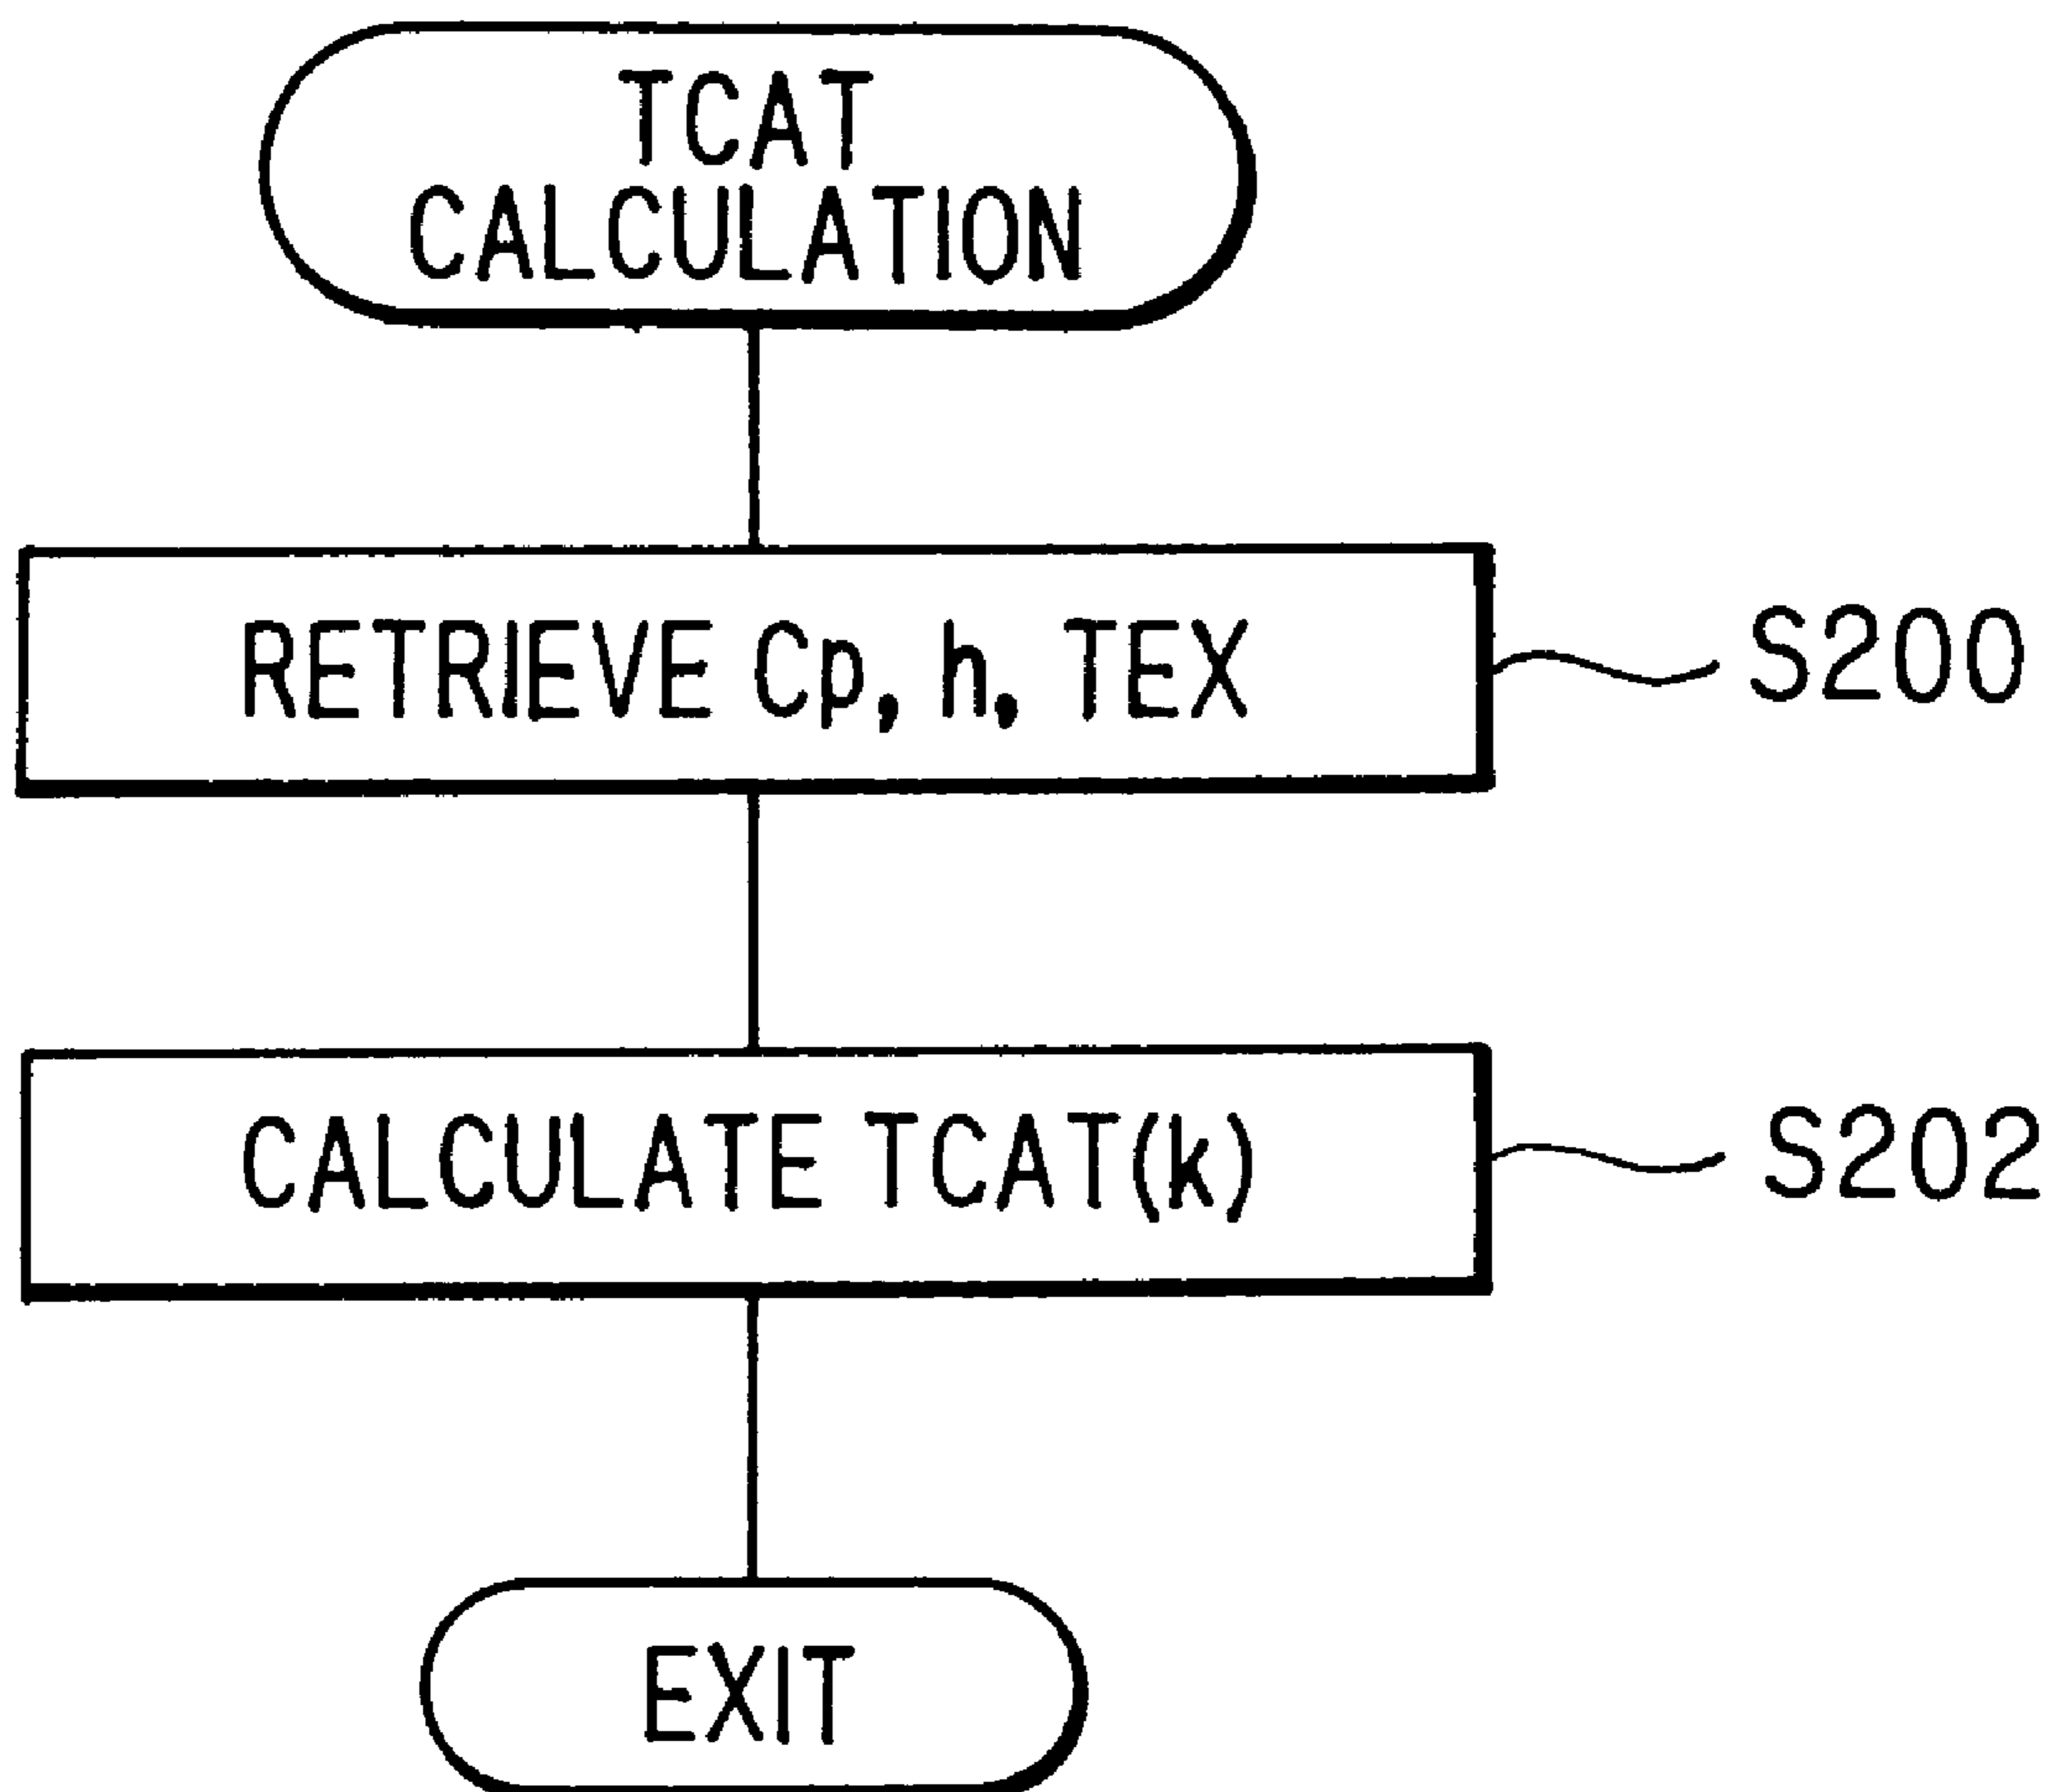 TCAT
CALCULATION
RETRIEVE Cp, h, TEX
S200
CALCULATE TCAT(k)
S202
EXIT